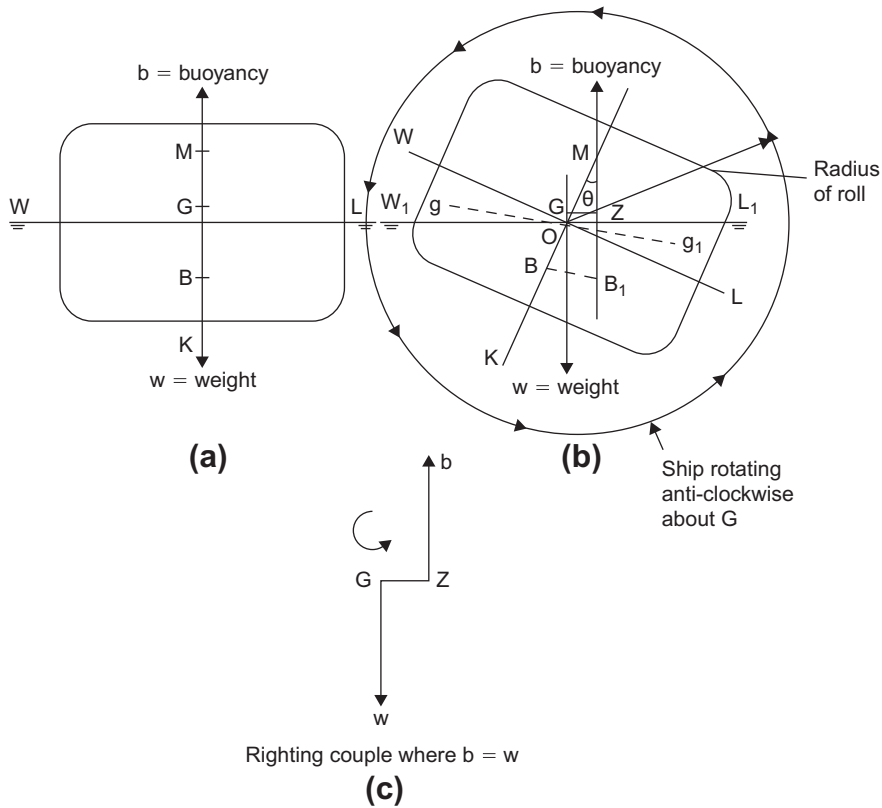 b = buoyancy
M
G
W
L
B
K
w = weight
(a)
b = buoyancy
W
M
Radius
of roll
W₁
g
G
θ
Z
L₁
O
g₁
B
B₁
L
K
w = weight
(b)
Ship rotating
anti-clockwise
about G
b
G
Z
w
Righting couple where b = w
(c)